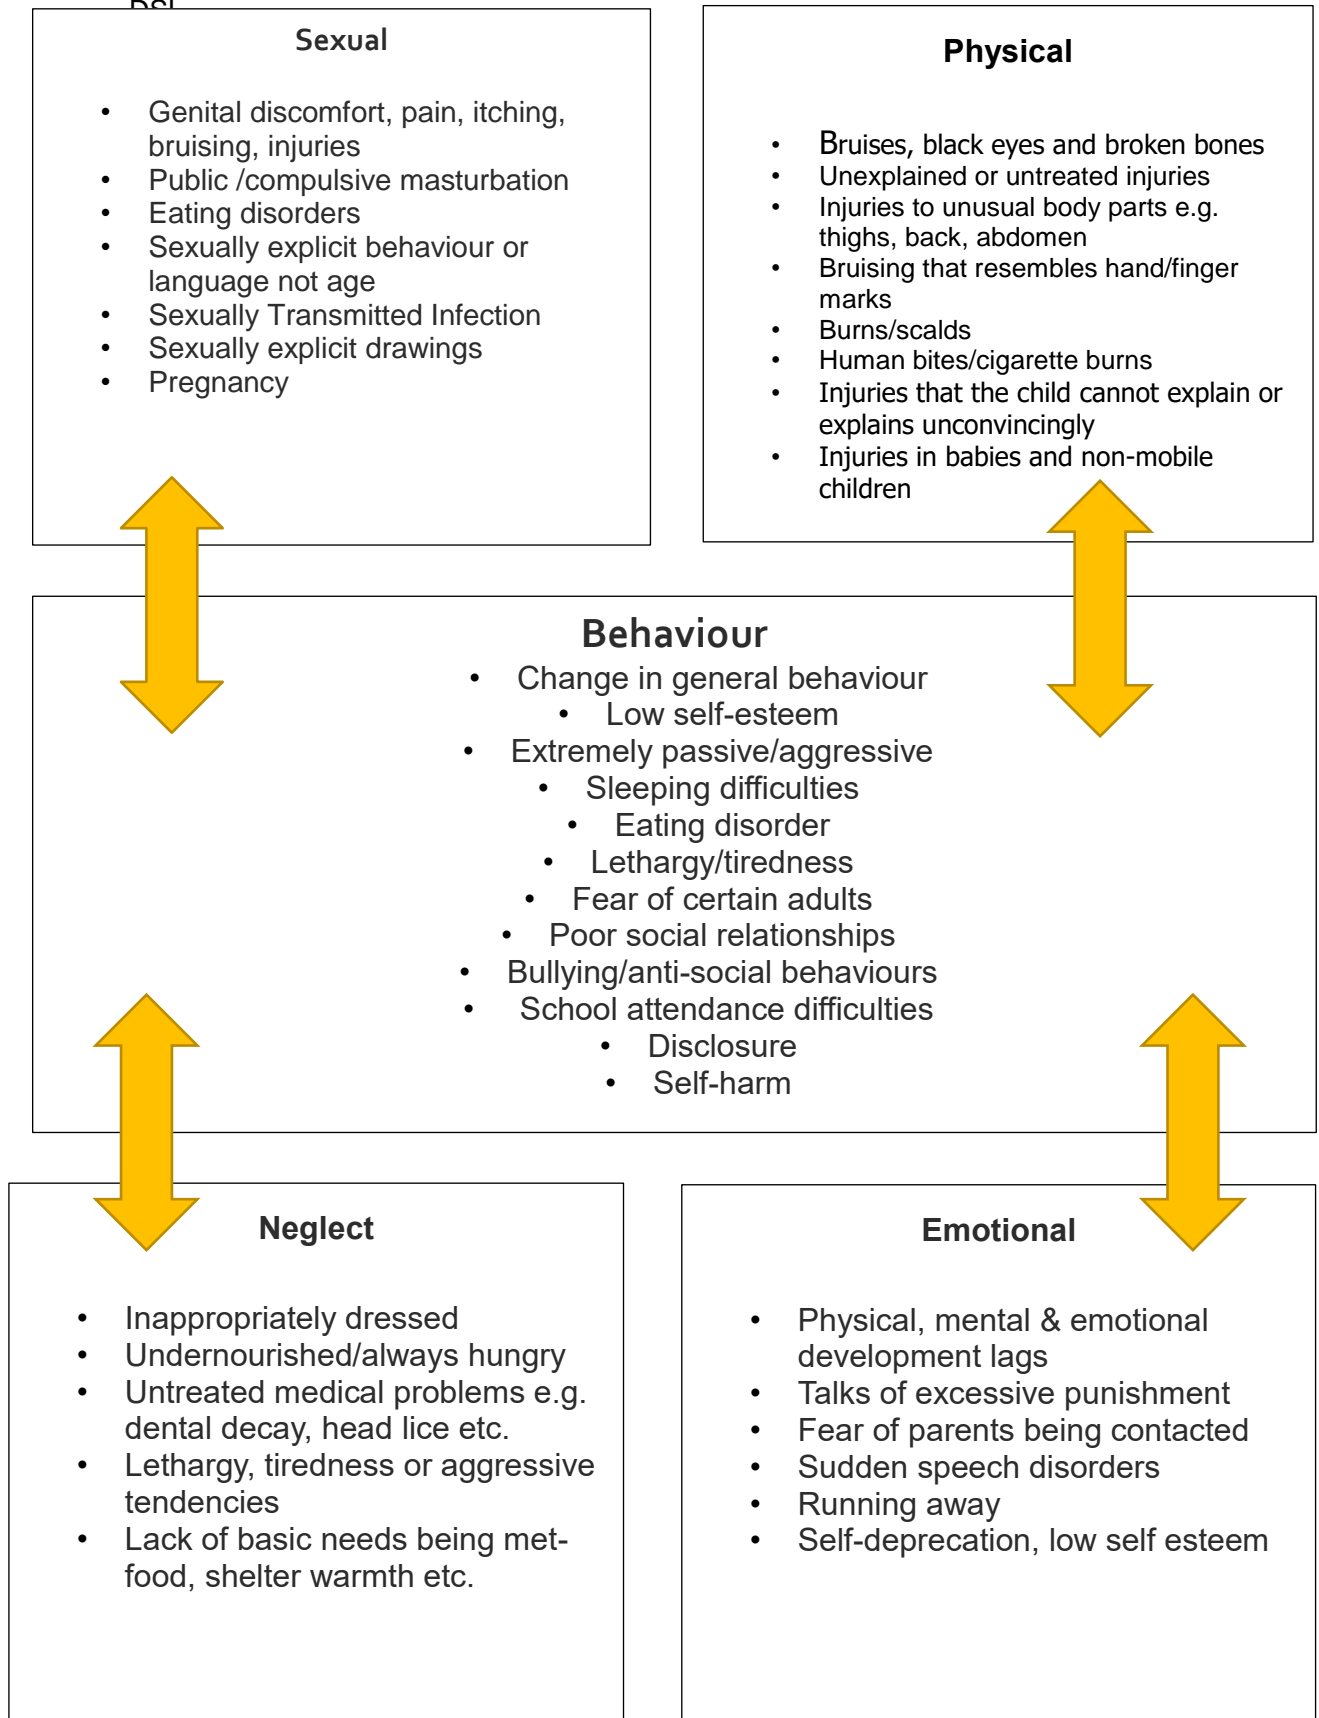 Sexual
• Genital discomfort, pain, itching,
bruising, injuries
• Public /compulsive masturbation
• Eating disorders
• Sexually explicit behaviour or
language not age
• Sexually Transmitted Infection
• Sexually explicit drawings
• Pregnancy
Physical
• Bruises, black eyes and broken bones
• Unexplained or untreated injuries
• Injuries to unusual body parts e.g.
thighs, back, abdomen
• Bruising that resembles hand/finger
marks
• Burns/scalds
• Human bites/cigarette burns
• Injuries that the child cannot explain or
explains unconvincingly
• Injuries in babies and non-mobile
children
Behaviour
• Change in general behaviour
• Low self-esteem
• Extremely passive/aggressive
• Sleeping difficulties
• Eating disorder
• Lethargy/tiredness
• Fear of certain adults
• Poor social relationships
• Bullying/anti-social behaviours
• School attendance difficulties
• Disclosure
• Self-harm
Neglect
• Inappropriately dressed
• Undernourished/always hungry
• Untreated medical problems e.g.
dental decay, head lice etc.
• Lethargy, tiredness or aggressive
tendencies
• Lack of basic needs being met-
food, shelter warmth etc.
Emotional
• Physical, mental & emotional
development lags
• Talks of excessive punishment
• Fear of parents being contacted
• Sudden speech disorders
• Running away
• Self-deprecation, low self esteem